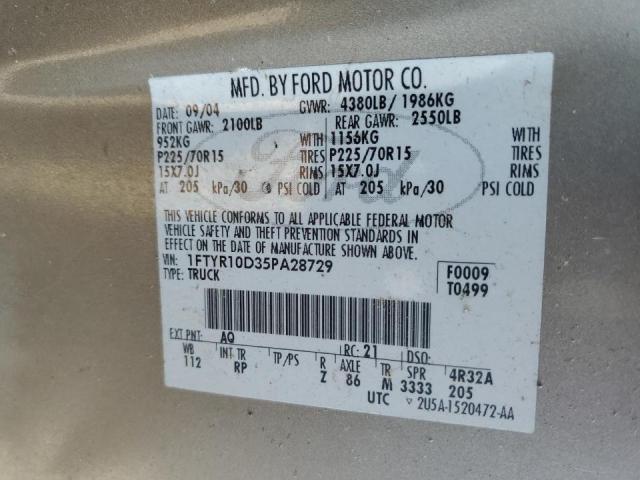 MFD. BY FORD MOTOR CO.
DATE: 09/04 GVWR: 4380LB/ 1986KG
FRONT GAWR: 2100LB REAR GAWR: 2550LB
952KG WITH 1156KG WITH
P225/70R15 TIRES P225/70R15 TIRES
15X7.0J RIMS 15X7.0J RIMS
AT 205 kPa/30 PSI COLD AT 205 kPa/30 PSI COLD
Ford
THIS VEHICLE CONFORMS TO ALL APPLICABLE FEDERAL MOTOR
VEHICLE SAFETY AND THEFT PREVENTION STANDARDS IN
EFFECT ON THE DATE OF MANUFACTURE SHOWN ABOVE.
VIN: 1FTYR10D35PA28729
TYPE: TRUCK
F0009
T0499
EXT PNT: AQ RC: 21 DSO:
WB INT TR TP/PS R AXLE TR SPR 4R32A
112 RP Z 86 M 3333 205
UTC ▽ 2U5A-1520472-AA